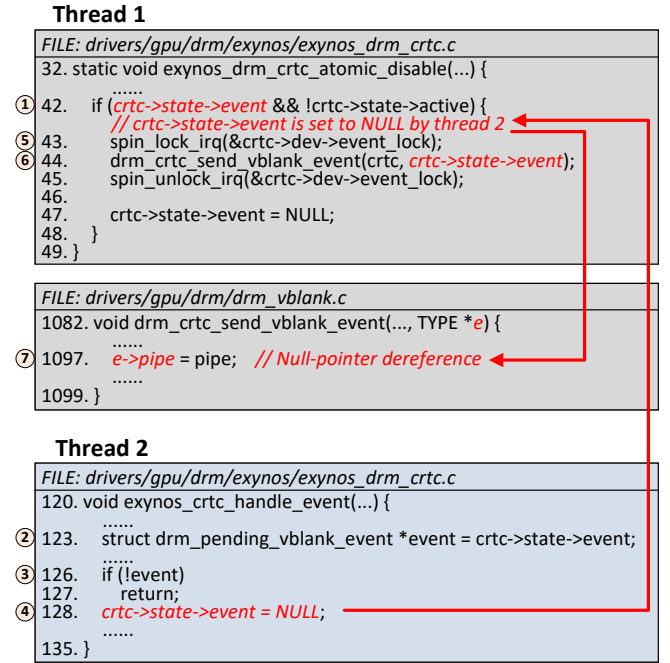 Thread 1
FILE: drivers/gpu/drm/exynos/exynos_drm_crtc.c
32. static void exynos_drm_crtc_atomic_disable(...) {
......
① 42. if (crtc->state->event && !crtc->state->active) {
// crtc->state->event is set to NULL by thread 2
⑤ 43. spin_lock_irq(&crtc->dev->event_lock);
⑥ 44. drm_crtc_send_vblank_event(crtc, crtc->state->event);
45. spin_unlock_irq(&crtc->dev->event_lock);
46.
47. crtc->state->event = NULL;
48. }
49. }
FILE: drivers/gpu/drm/drm_vblank.c
1082. void drm_crtc_send_vblank_event(..., TYPE *e) {
......
⑦ 1097. e->pipe = pipe; // Null-pointer dereference
......
1099. }
Thread 2
FILE: drivers/gpu/drm/exynos/exynos_drm_crtc.c
120. void exynos_crtc_handle_event(...) {
......
② 123. struct drm_pending_vblank_event *event = crtc->state->event;
......
③ 126. if (!event)
127. return;
④ 128. crtc->state->event = NULL;
......
135. }